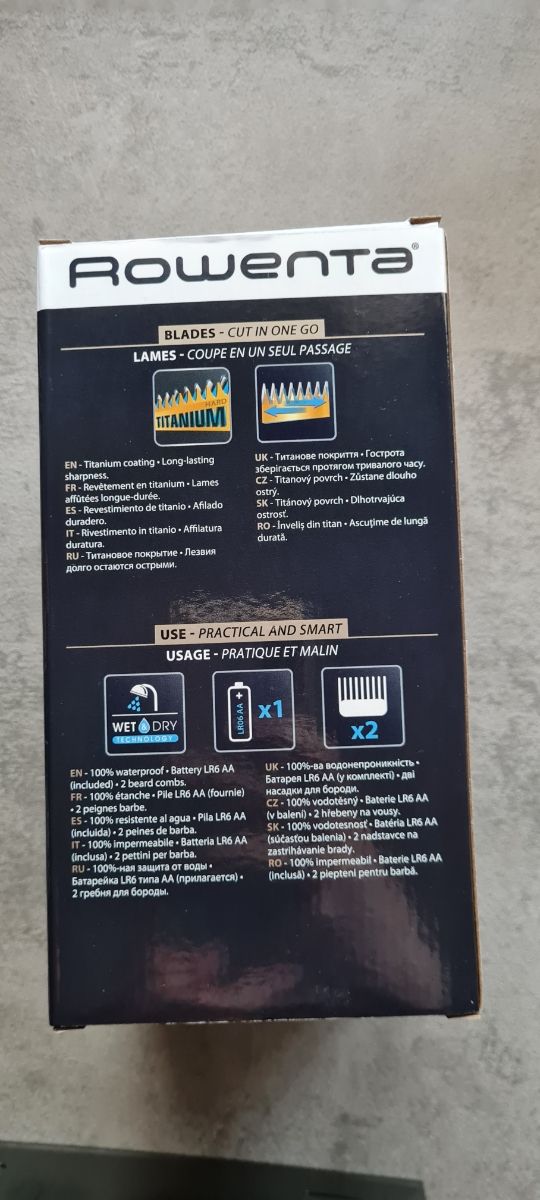 ROWENTA®
BLADES - CUT IN ONE GO
LAMES - COUPE EN UN SEUL PASSAGE
HARD
TITANIUM
EN - Titanium coating • Long-lasting
sharpness.
FR - Revêtement en titanium • Lames
affûtées longue-durée.
ES - Revestimiento de titanio • Afilado
duradero.
IT - Rivestimento in titanio • Affilatura
duratura.
RU - Титановое покрытие • Лезвия
долго остаются острыми.
UK - Титанове покриття • Гострота
зберігається протягом тривалого часу.
CZ - Titanový povrch • Zůstane dlouho
ostrý.
SK - Titánový povrch • Dlhotrvajúca
ostrosť.
RO - Înveliș din titan • Ascuțime de lungă
durată.
USE - PRACTICAL AND SMART
USAGE - PRATIQUE ET MALIN
WET & DRY
TECHNOLOGY
LR06 AA +
x1
x2
EN - 100% waterproof • Battery LR6 AA
(included) • 2 beard combs.
FR - 100% étanche • Pile LR6 AA (fournie)
• 2 peignes barbe.
ES - 100% resistente al agua • Pila LR6 AA
(incluida) • 2 peines de barba.
IT - 100% impermeabile • Batteria LR6 AA
(inclusa) • 2 pettini per barba.
RU - 100%-ная защита от воды •
Батарейка LR6 типа AA (прилагается) •
2 гребня для бороды.
UK - 100%-ва водонепроникність •
Батарея LR6 AA (у комплекті) • дві
насадки для бороди.
CZ - 100% vodotěsný • Baterie LR6 AA
(v balení) • 2 hřebeny na vousy.
SK - 100% vodotesnosť • Batéria LR6 AA
(súčasťou balenia) • 2 nadstavce na
zastrihávanie brady.
RO - 100% impermeabil • Baterie LR6 AA
(inclusă) • 2 piepteni pentru barbă.